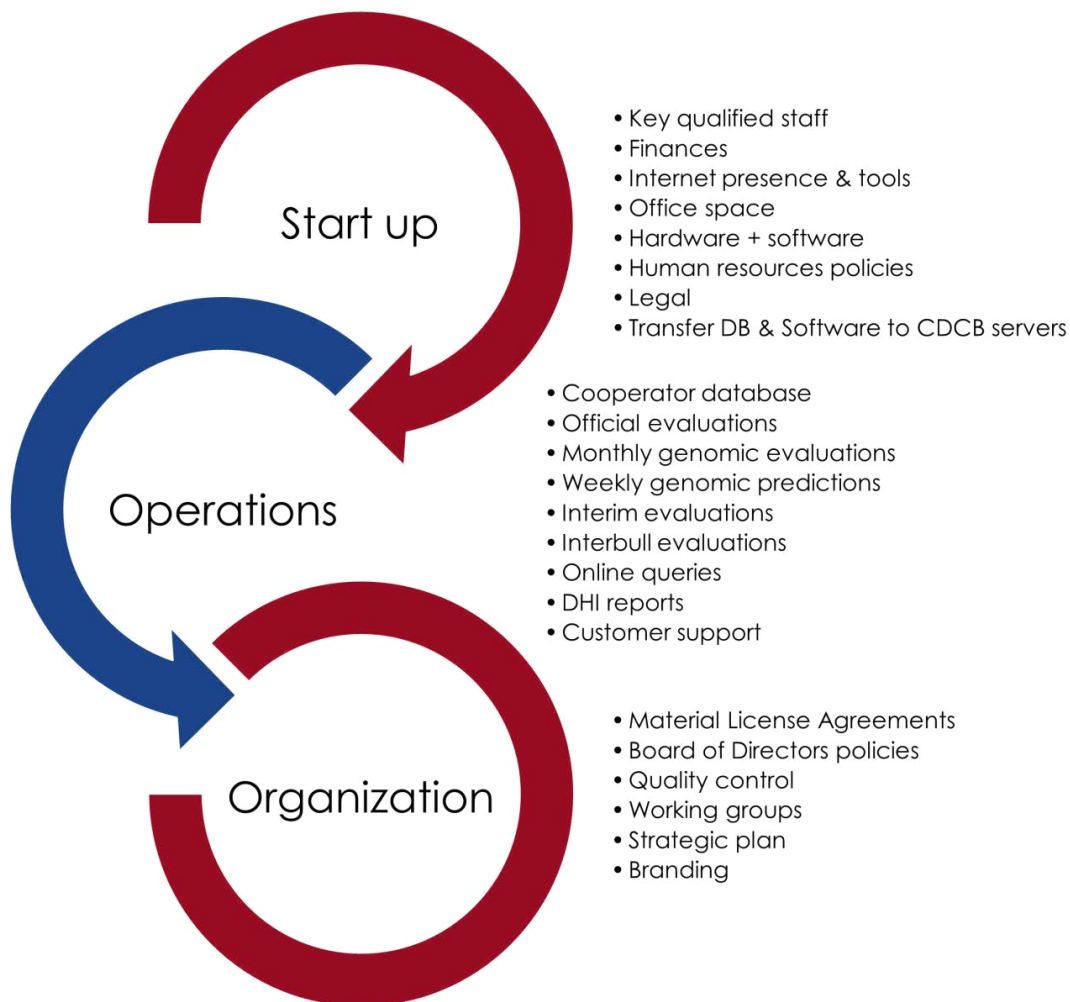 Start up
• Key qualified staff
• Finances
• Internet presence & tools
• Office space
• Hardware + software
• Human resources policies
• Legal
• Transfer DB & Software to CDCB servers
Operations
• Cooperator database
• Official evaluations
• Monthly genomic evaluations
• Weekly genomic predictions
• Interim evaluations
• Interbull evaluations
• Online queries
• DHI reports
• Customer support
Organization
• Material License Agreements
• Board of Directors policies
• Quality control
• Working groups
• Strategic plan
• Branding